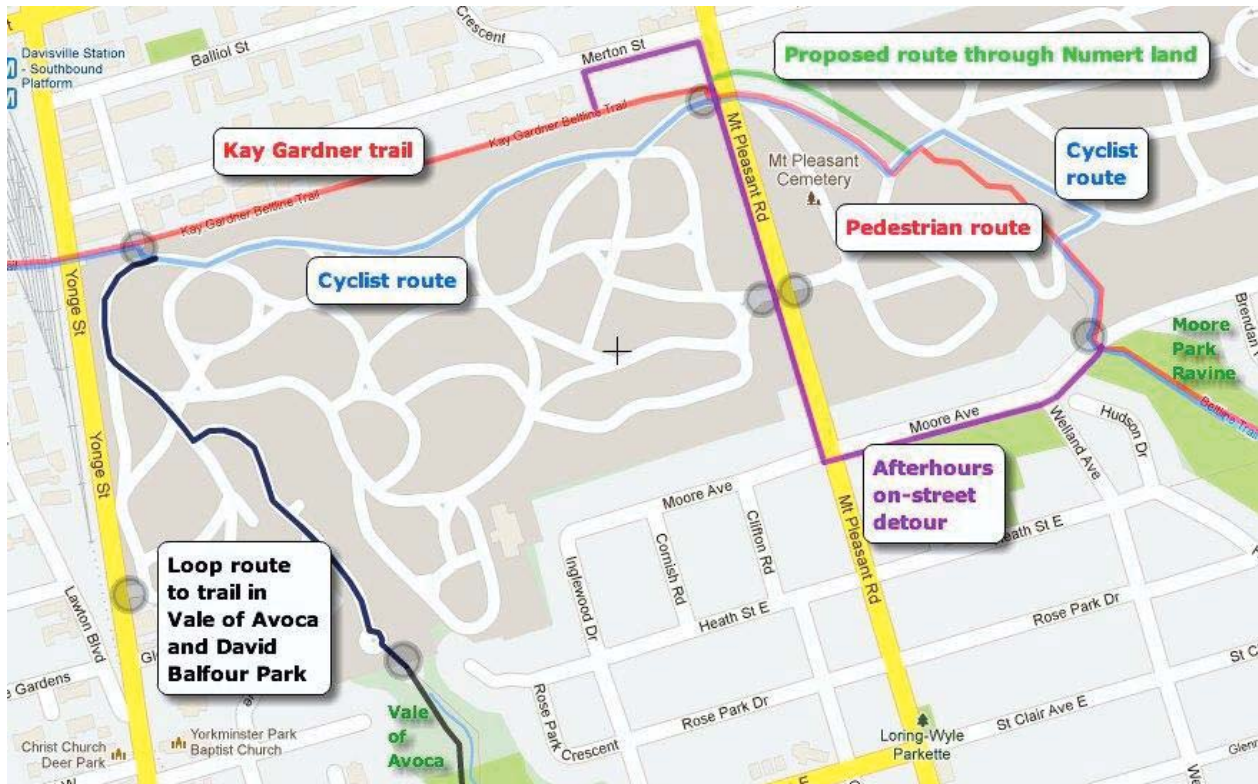 Davisville Station
- Southbound
Platform
Balliol St
Crescent
Merton St
Proposed route through Numert land
Kay Gardner trail
Kay Gardner Beltline Trail
Kay Gardner Beltline Trail
Mt Pleasant Rd
Mt Pleasant
Cemetery
Cyclist
route
Pedestrian route
Cyclist route
Yonge St
Yonge St
Moore
Park
Ravine
Brendan
Beltline Trail
Moore Ave
Hudson Dr
Welland Ave
Afterhours
on-street
detour
Moore Ave
Mt Pleasant Rd
Heath St E
Clifton Rd
Cornish Rd
Inglewood Dr
Heath St E
Rose Park Dr
Loop route
to trail in
Vale of Avoca
and David
Balfour Park
Lawton Blvd
Gardens
Rose Park
Crescent
Rose Park Dr
St Clair Ave E
Vale
of
Avoca
Christ Church
Deer Park
Yorkminster Park
Baptist Church
Loring-Wyle
Parkette